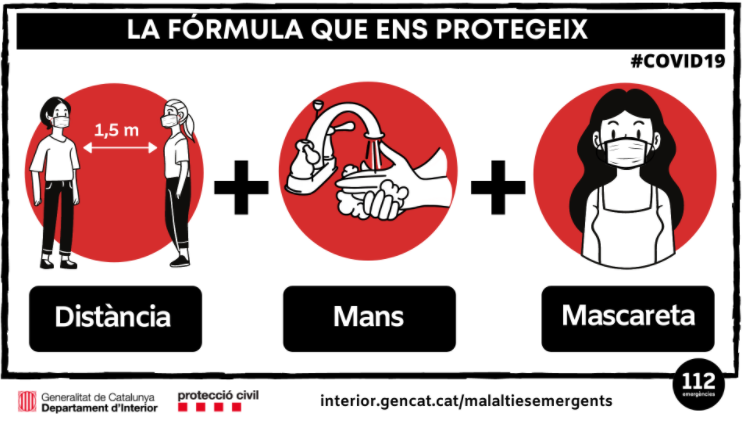 LA FÓRMULA QUE ENS PROTEGEIX
#COVID19
1,5 m
Distància
Mans
Mascareta
Generalitat de Catalunya
Departament d'Interior
protecció civil
interior.gencat.cat/malaltiesemergents
112
emergències